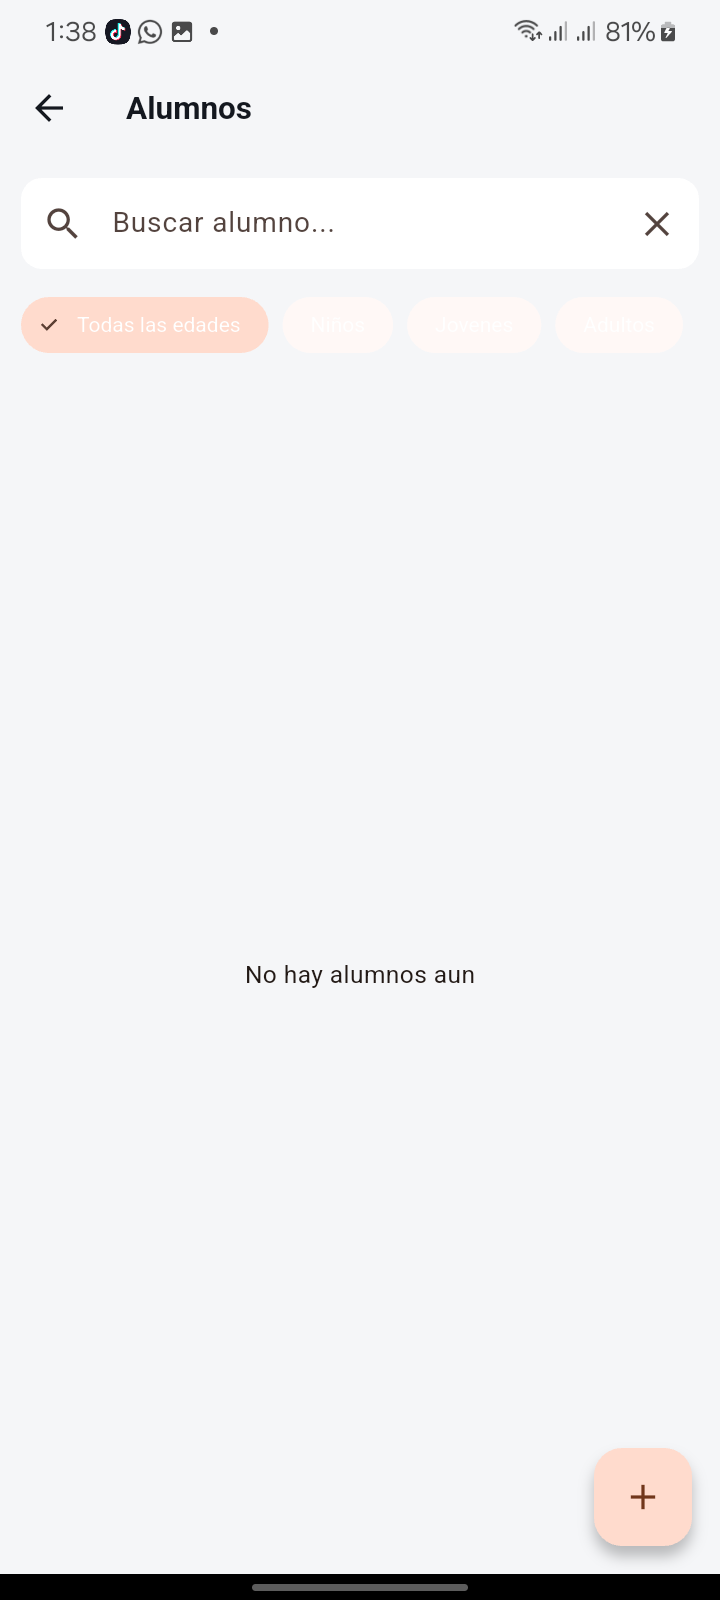 1:38
81%
Alumnos
Buscar alumno...
Todas las edades
Niños
Jovenes
Adultos
No hay alumnos aun